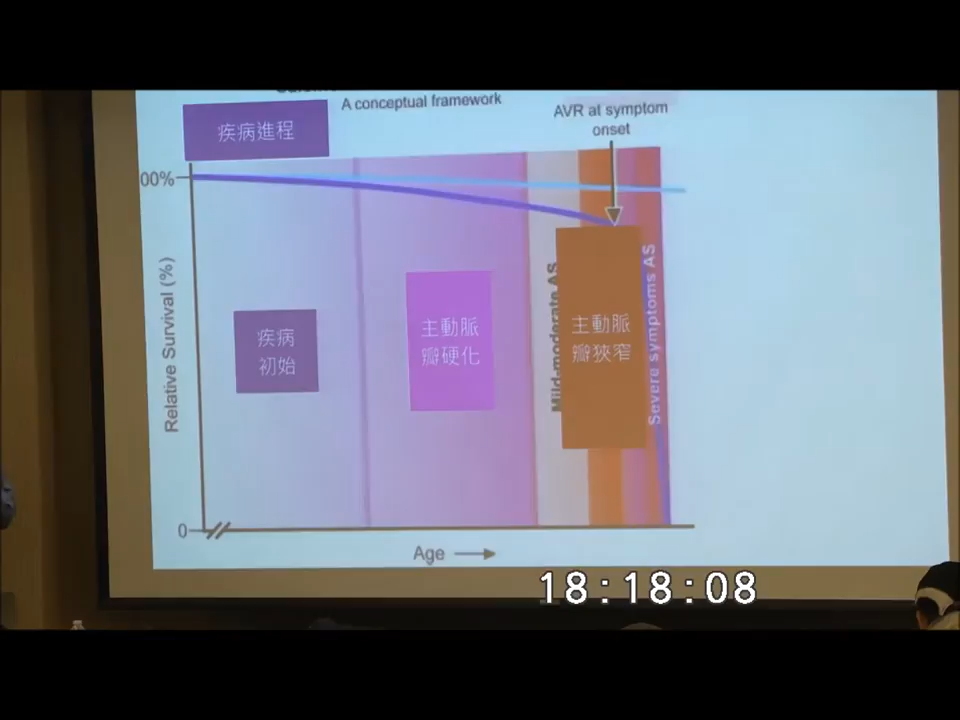 A conceptual framework
疾病進程
AVR at symptom
onset
00%
Relative Survival (%)
疾病
初始
主動脈
瓣硬化
Mild-moderate AS
主動脈
瓣狹窄
Severe symptoms AS
0
Age
18:18:08